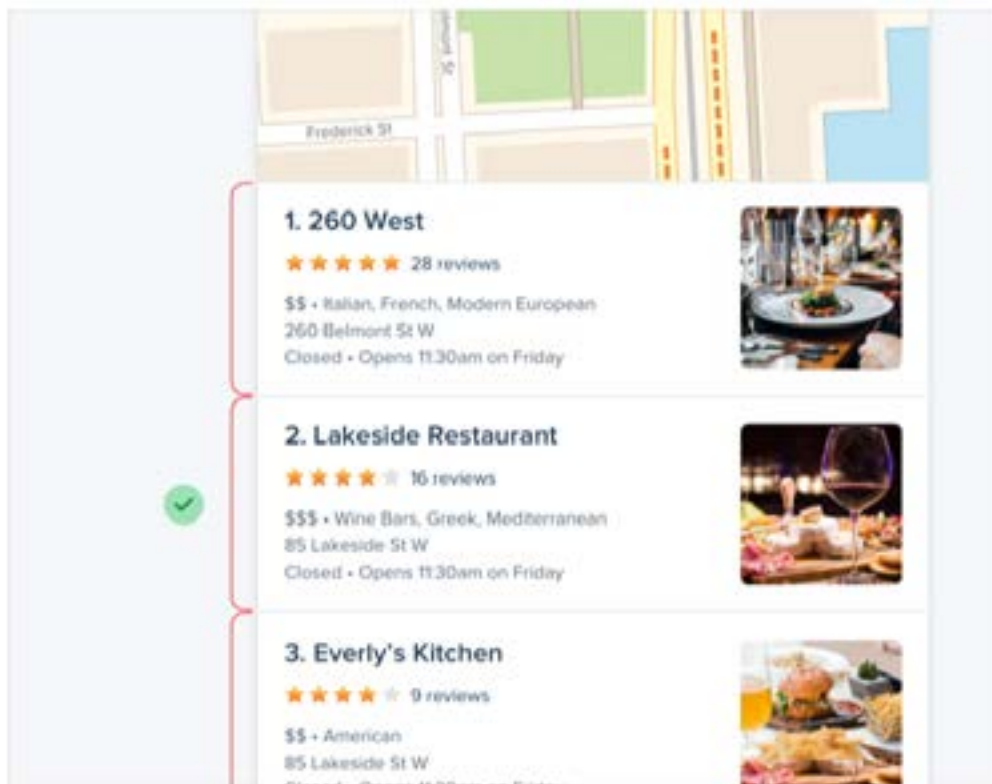 lmont St
Frederick St
1. 260 West
28 reviews
$$ • Italian, French, Modern European
260 Belmont St W
Closed • Opens 11:30am on Friday
2. Lakeside Restaurant
16 reviews
$$$ • Wine Bars, Greek, Mediterranean
85 Lakeside St W
Closed • Opens 11:30am on Friday
3. Everly's Kitchen
9 reviews
$$ • American
85 Lakeside St W